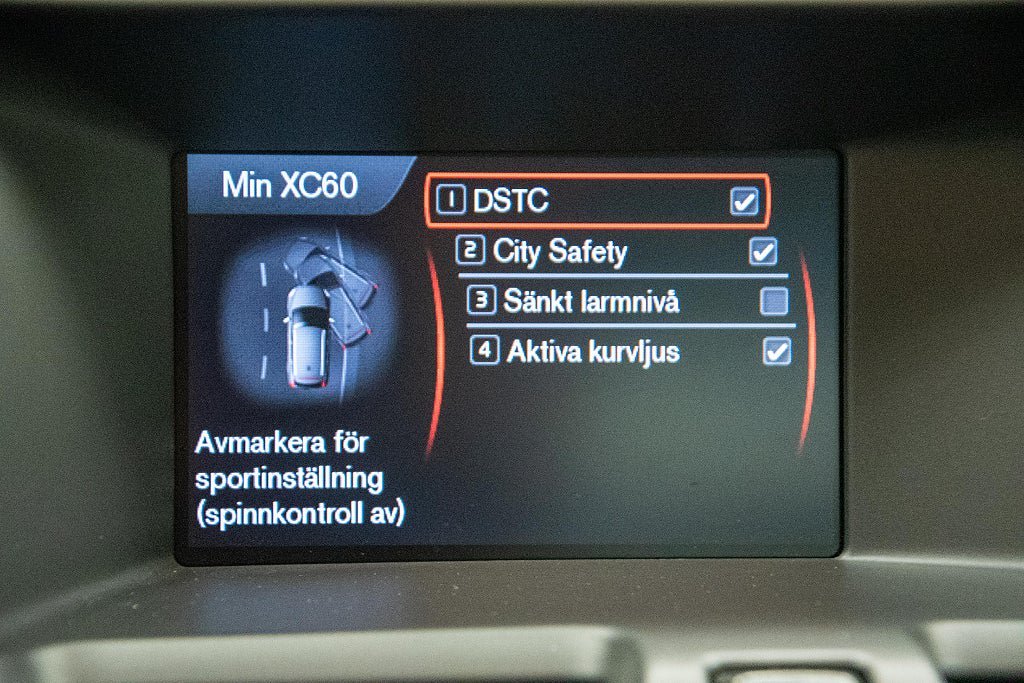 Min XC60
1 DSTC
2 City Safety
3 Sänkt larmnivå
4 Aktiva kurvljus
Avmarkera för
sportinställning
(spinnkontroll av)